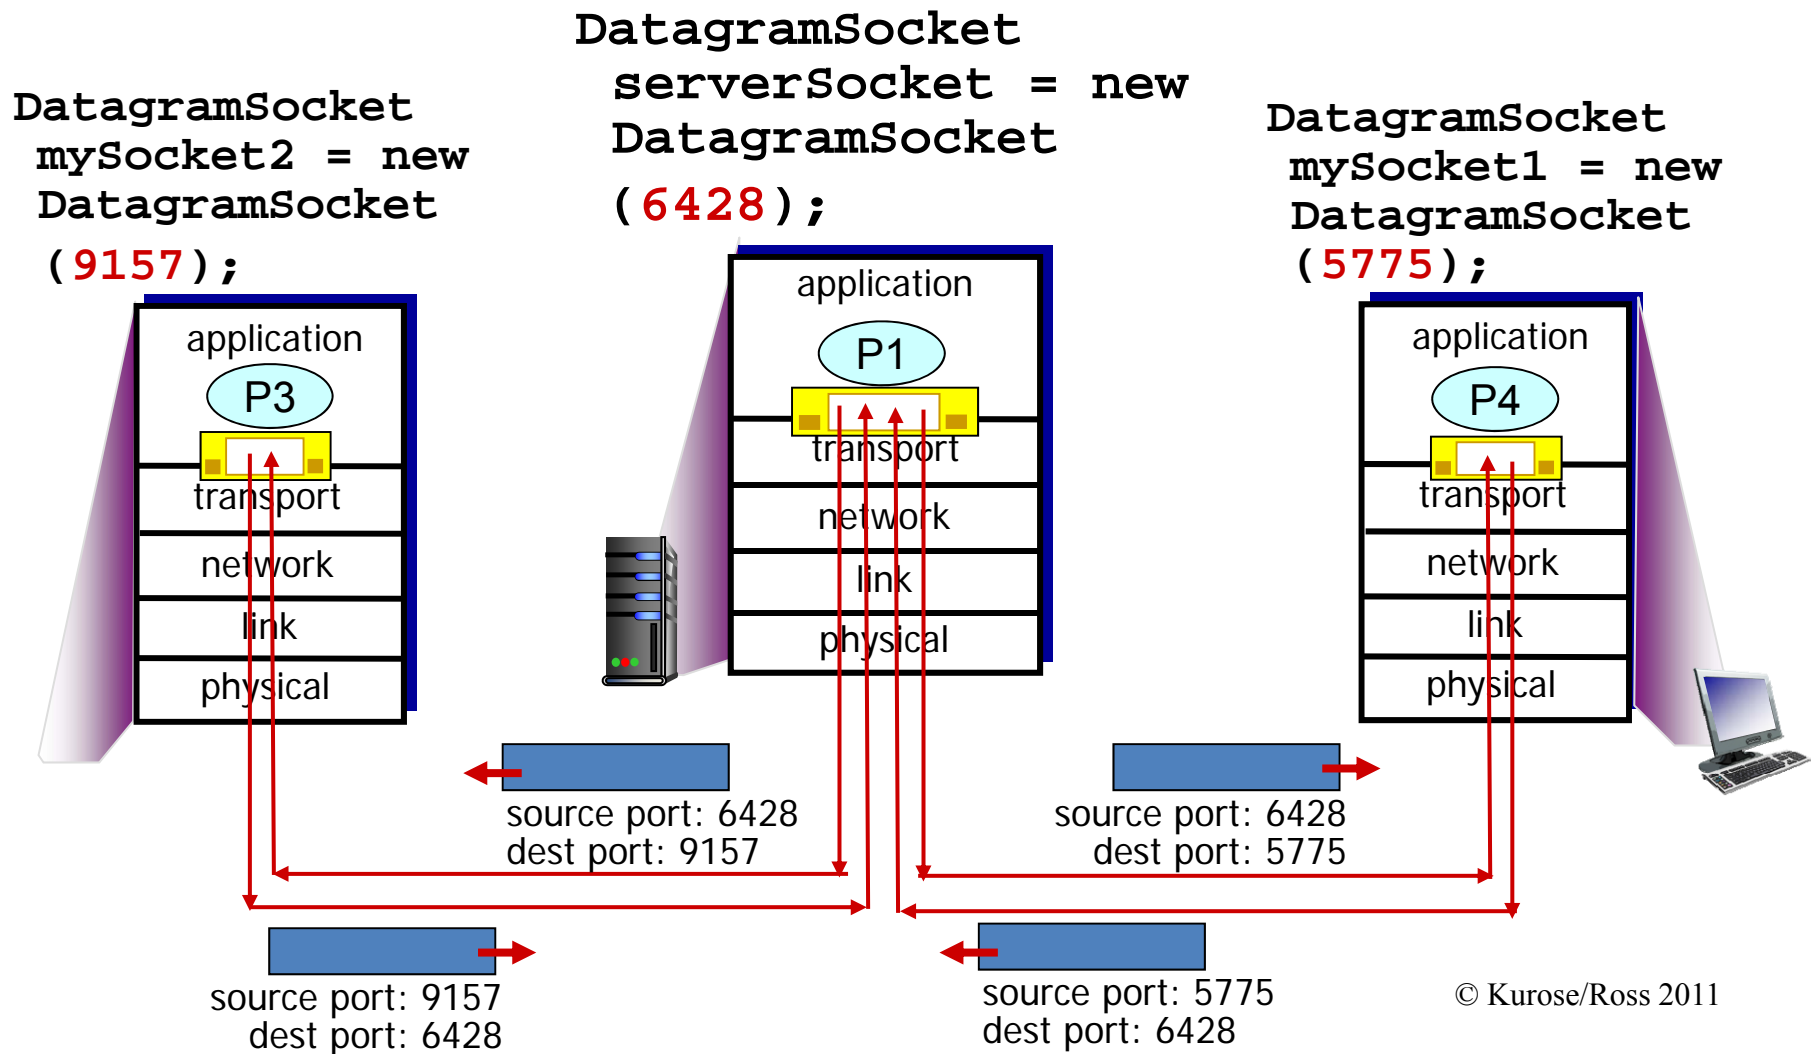 DatagramSocket
serverSocket = new
DatagramSocket
(6428);
DatagramSocket
mySocket2 = new
DatagramSocket
(9157);
DatagramSocket
mySocket1 = new
DatagramSocket
(5775);
application
P3
transport
network
link
physical
application
P1
transport
network
link
physical
application
P4
transport
network
link
physical
source port: 6428
dest port: 9157
source port: 6428
dest port: 5775
source port: 9157
dest port: 6428
source port: 5775
dest port: 6428
© Kurose/Ross 2011